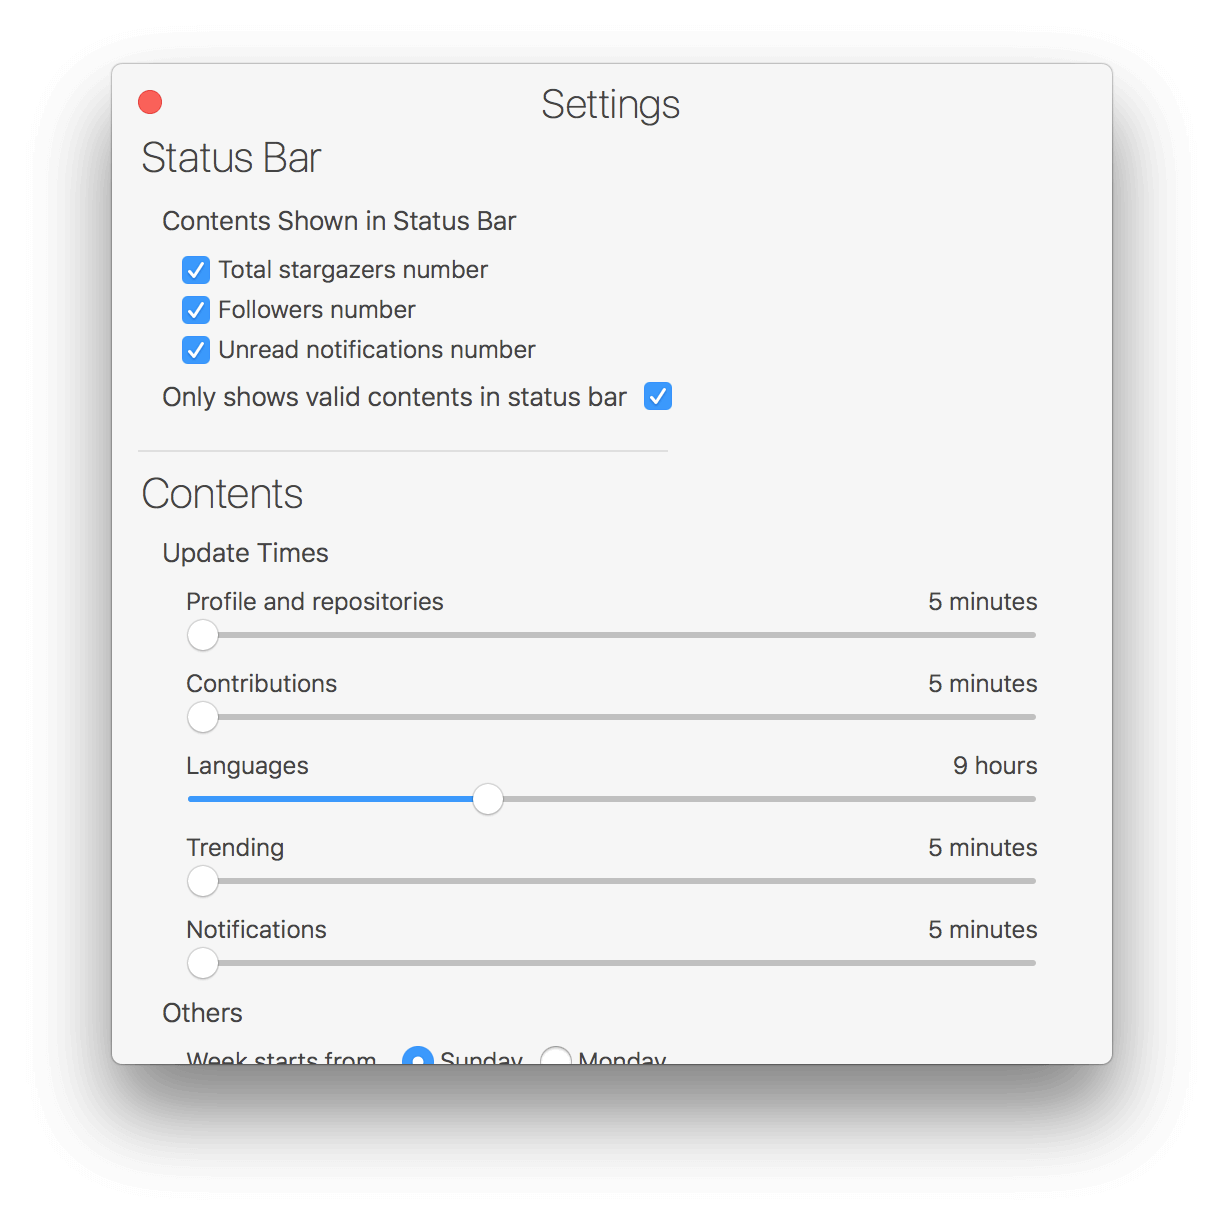 Settings
Status Bar
Contents Shown in Status Bar
Total stargazers number
Followers number
Unread notifications number
Only shows valid contents in status bar
Contents
Update Times
Profile and repositories 5 minutes
Contributions 5 minutes
Languages 9 hours
Trending 5 minutes
Notifications 5 minutes
Others
Week starts from Sunday Monday